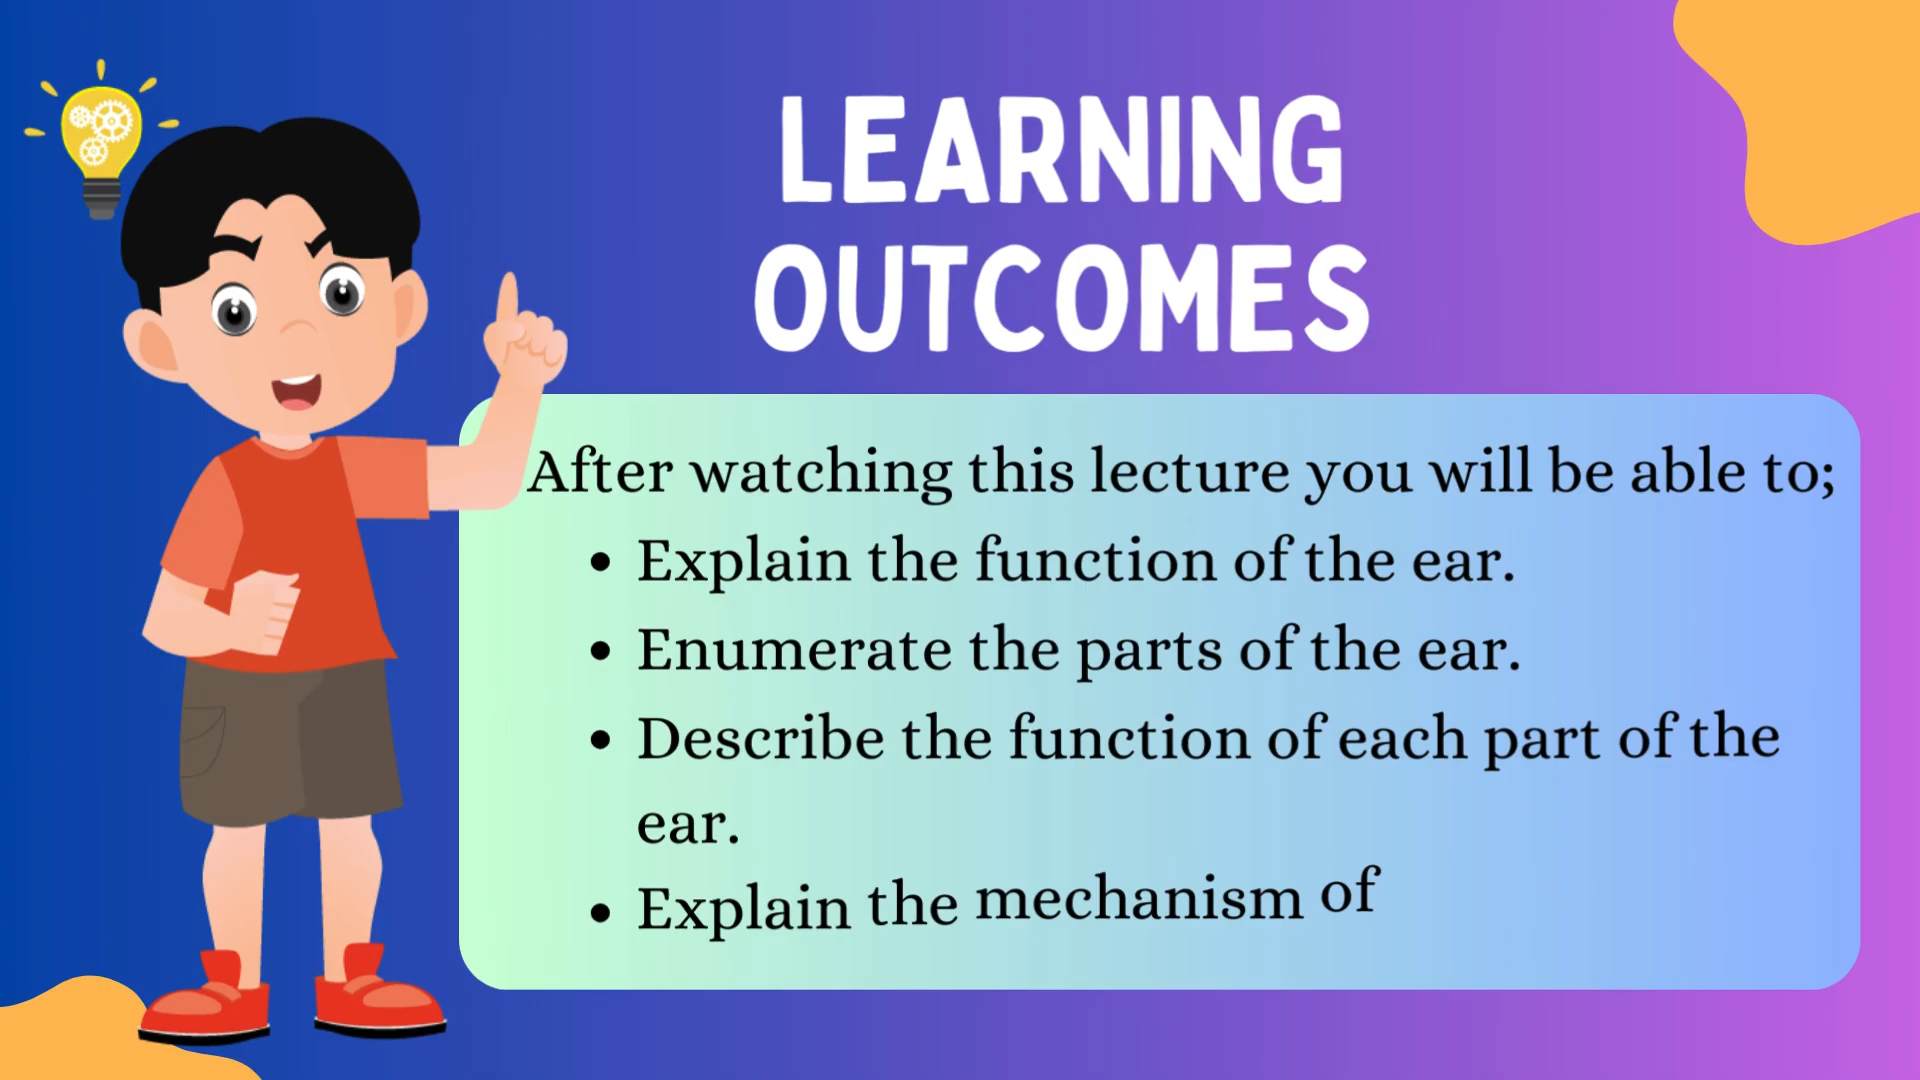 LEARNING
OUTCOMES
After watching this lecture you will be able to;
• Explain the function of the ear.
• Enumerate the parts of the ear.
• Describe the function of each part of the
ear.
• Explain the mechanism of